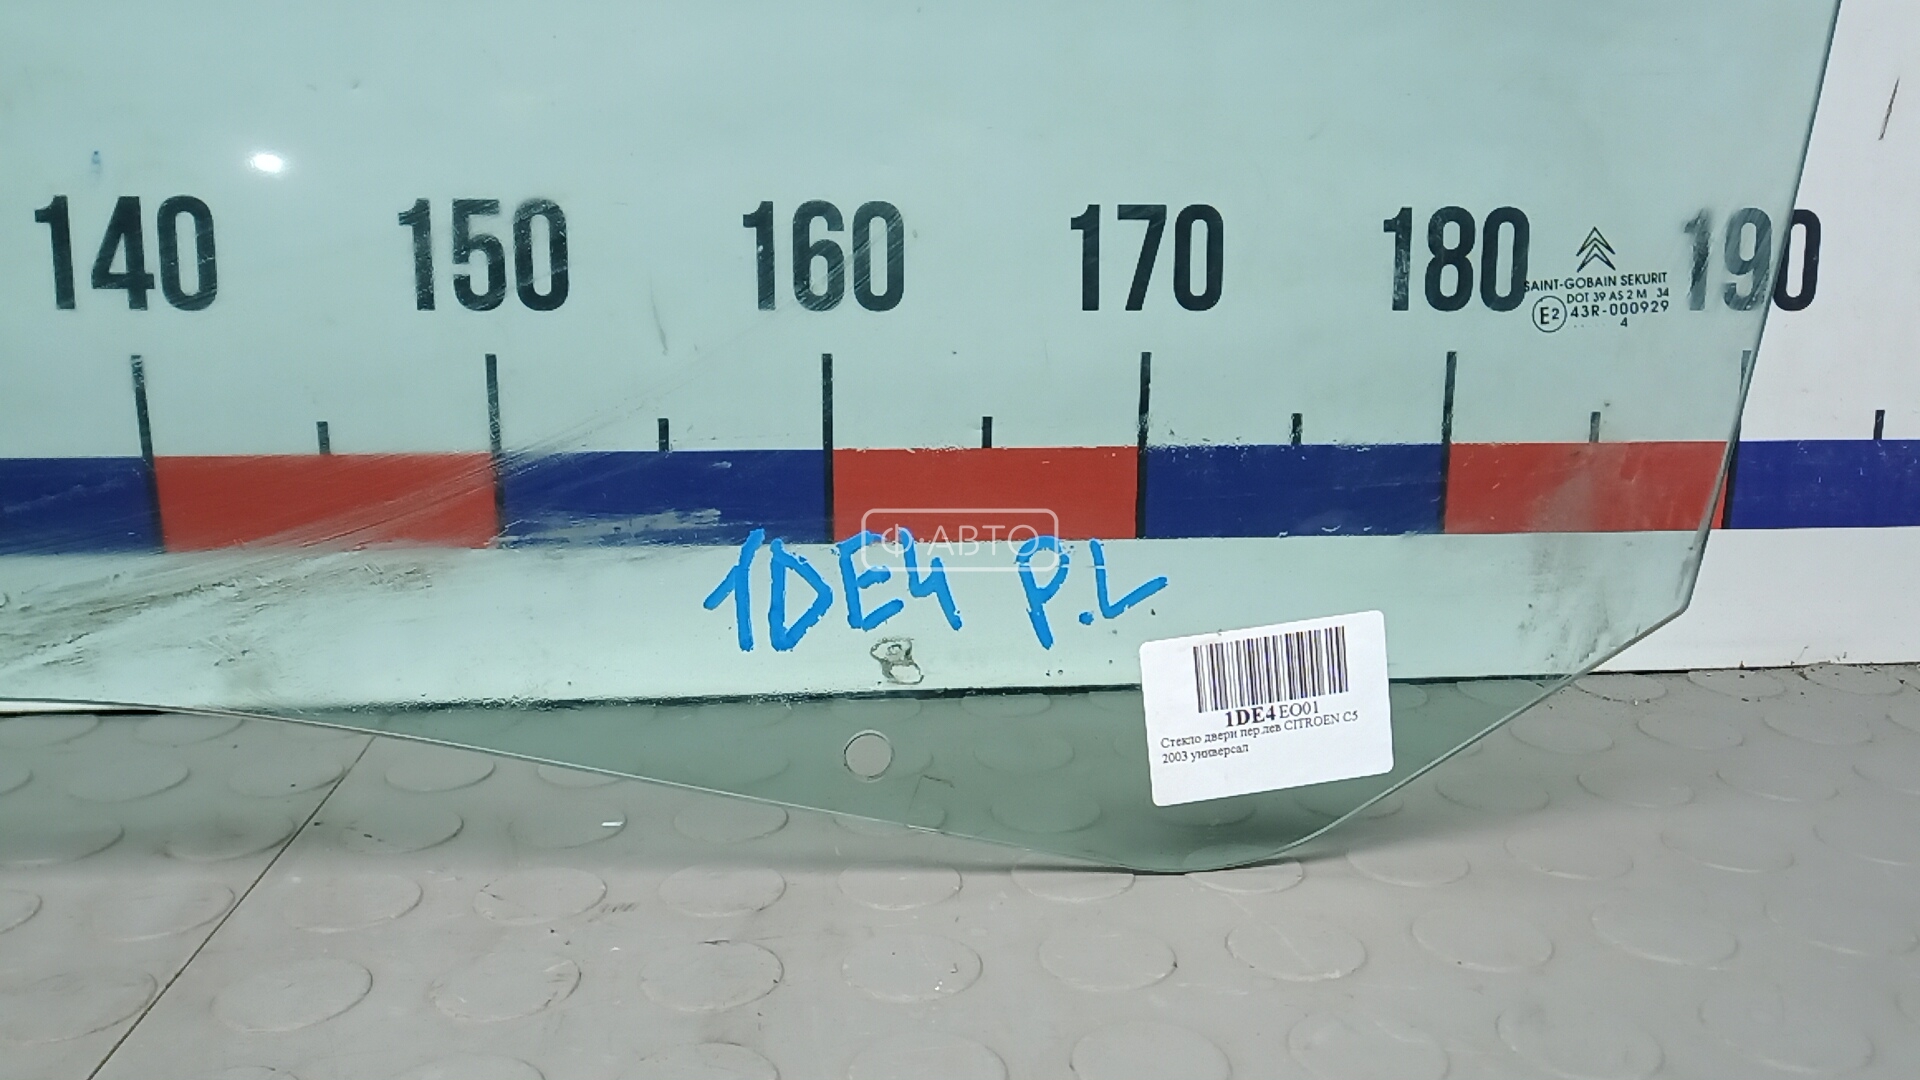 140 150 160 170 180 190
SAINT-GOBAIN SEKURIT
DOT 39 AS 2 M 34
E2 43R-000929
4
Ф·АВТО
1DE4 P.L
1DE4EO01
Стекло двери пер.лев CITROEN C5
2003 универсал